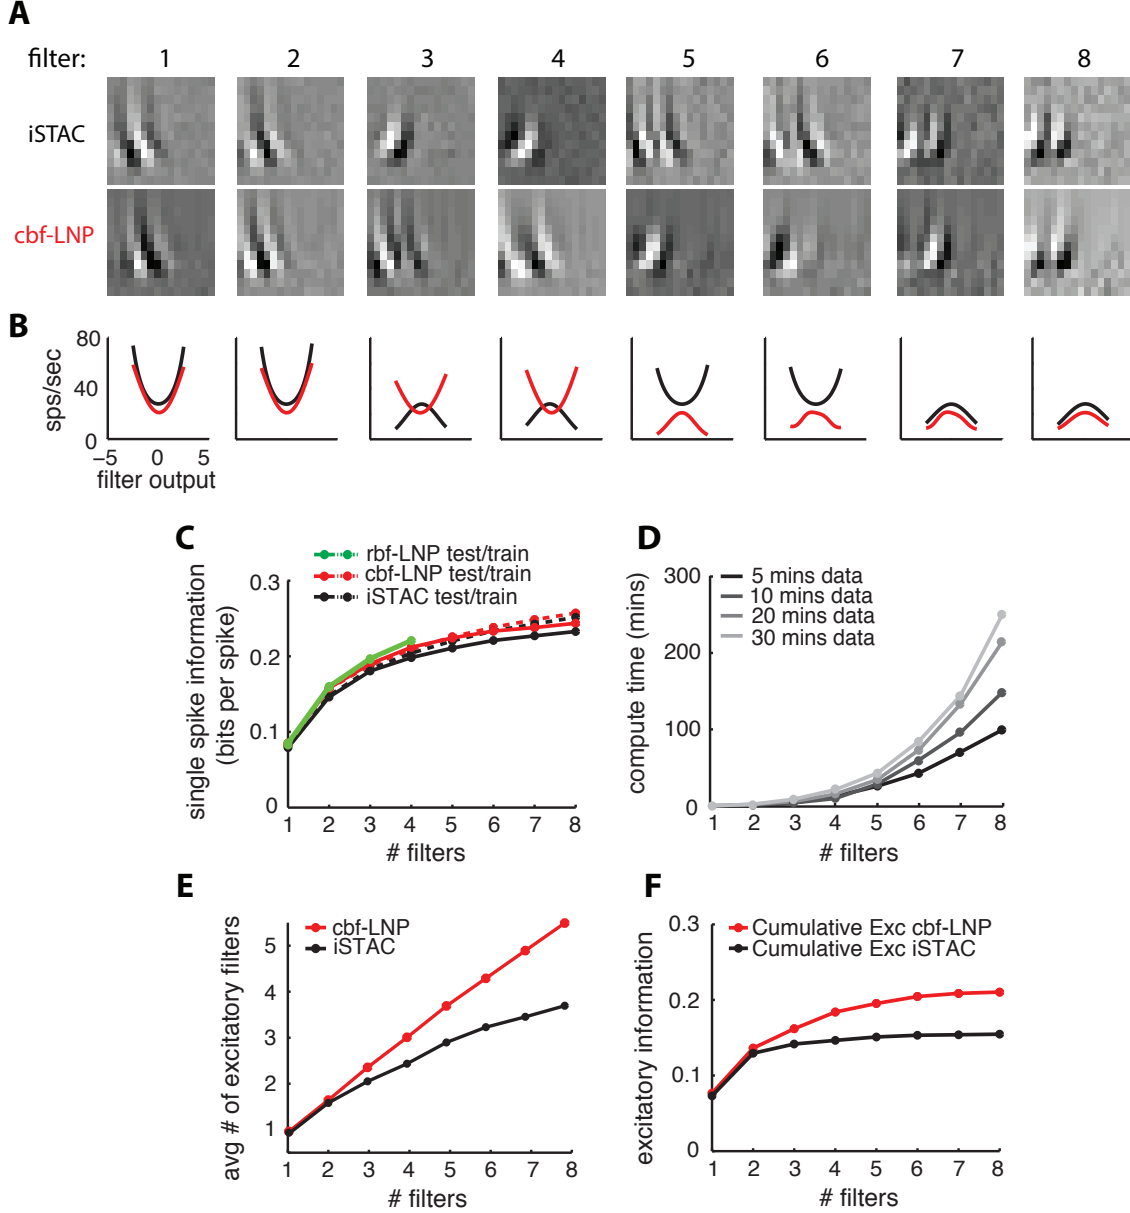 A
filter: 1 2 3 4 5 6 7 8
iSTAC
cbf-LNP
B
sps/sec
80
40
0
−5 0 5
filter output
C
rbf-LNP test/train
cbf-LNP test/train
iSTAC test/train
single spike information
(bits per spike)
0.3
0.2
0.1
0
1 2 3 4 5 6 7 8
# filters
D
5 mins data
10 mins data
20 mins data
30 mins data
compute time (mins)
300
200
100
0
1 2 3 4 5 6 7 8
# filters
E
cbf-LNP
iSTAC
avg # of excitatory filters
5
4
3
2
1
1 2 3 4 5 6 7 8
# filters
F
Cumulative Exc cbf-LNP
Cumulative Exc iSTAC
excitatory information
0.3
0.2
0.1
0
1 2 3 4 5 6 7 8
# filters